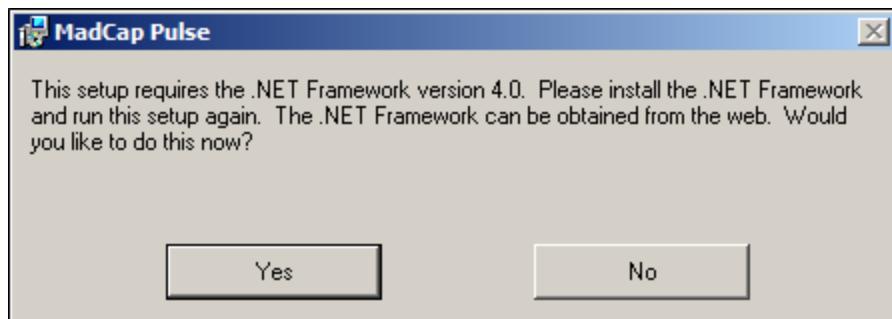 MadCap Pulse
This setup requires the .NET Framework version 4.0.  Please install the .NET Framework
and run this setup again.  The .NET Framework can be obtained from the web.  Would
you like to do this now?
Yes
No